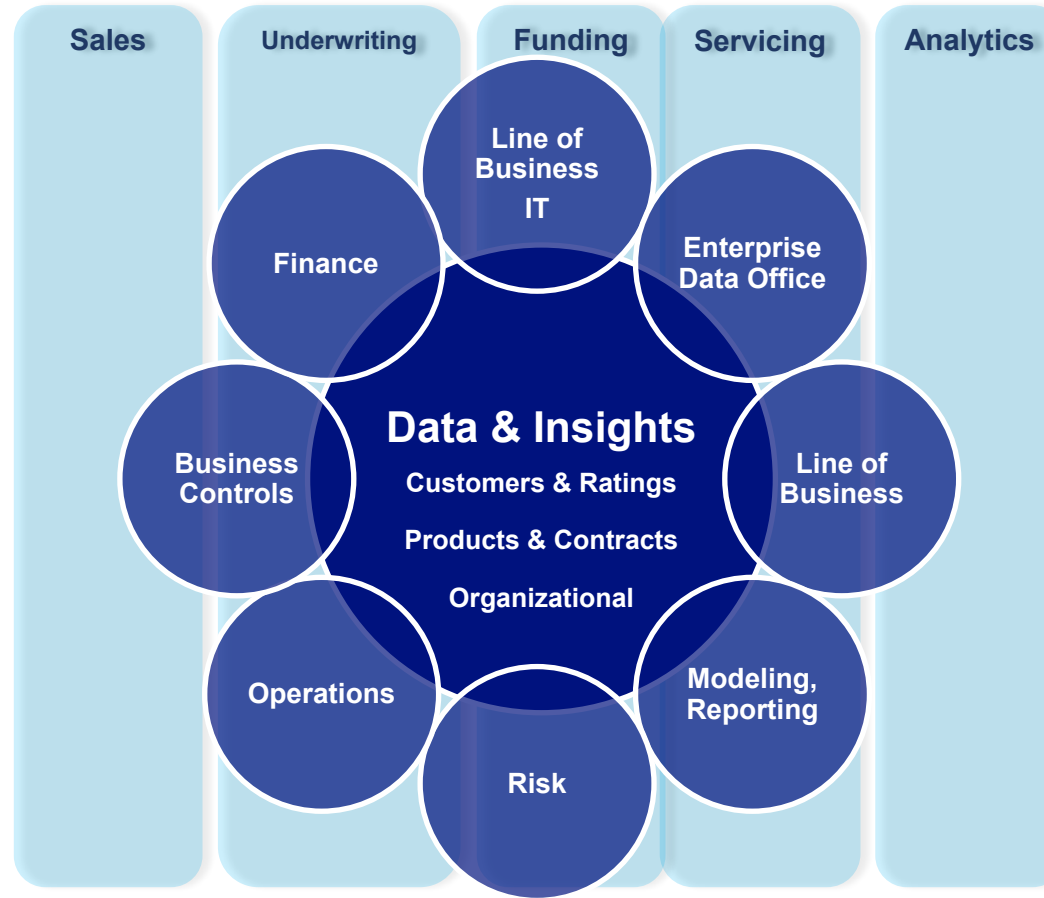 Sales
Underwriting
Funding
Servicing
Analytics
Line of
Business
IT
Finance
Enterprise
Data Office
Data & Insights
Customers & Ratings
Products & Contracts
Organizational
Business
Controls
Line of
Business
Operations
Modeling,
Reporting
Risk